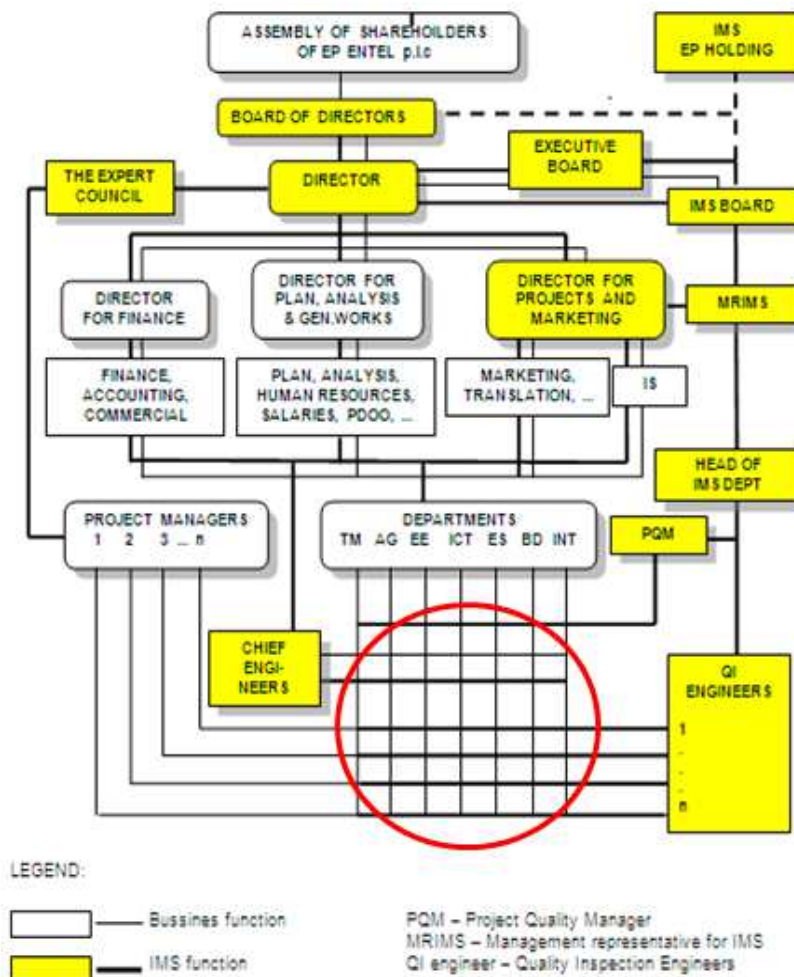 ASSEMBLY OF SHAREHOLDERS
OF EP ENTEL p.l.c
IMS
EP HOLDING
BOARD OF DIRECTORS
EXECUTIVE
BOARD
THE EXPERT
COUNCIL
DIRECTOR
IMS BOARD
DIRECTOR
FOR FINANCE
DIRECTOR FOR
PLAN, ANALYSIS
& GEN.WORKS
DIRECTOR FOR
PROJECTS AND
MARKETING
MRIMS
FINANCE,
ACCOUNTING,
COMMERCIAL
PLAN, ANALYSIS,
HUMAN RESOURCES,
SALARIES, PDOO, ...
MARKETING,
TRANSLATION, ...
IS
HEAD OF
IMS DEPT
PROJECT MANAGERS
1 2 3 ... n
DEPARTMENTS
TM AG EE ICT ES BD INT
PQM
CHIEF
ENGI-
NEERS
QI
ENGINEERS
1
.
.
.
n
LEGEND:
Bussines function
IMS function
PQM – Project Quality Manager
MRIMS – Management representative for IMS
QI engineer – Quality Inspection Engineers